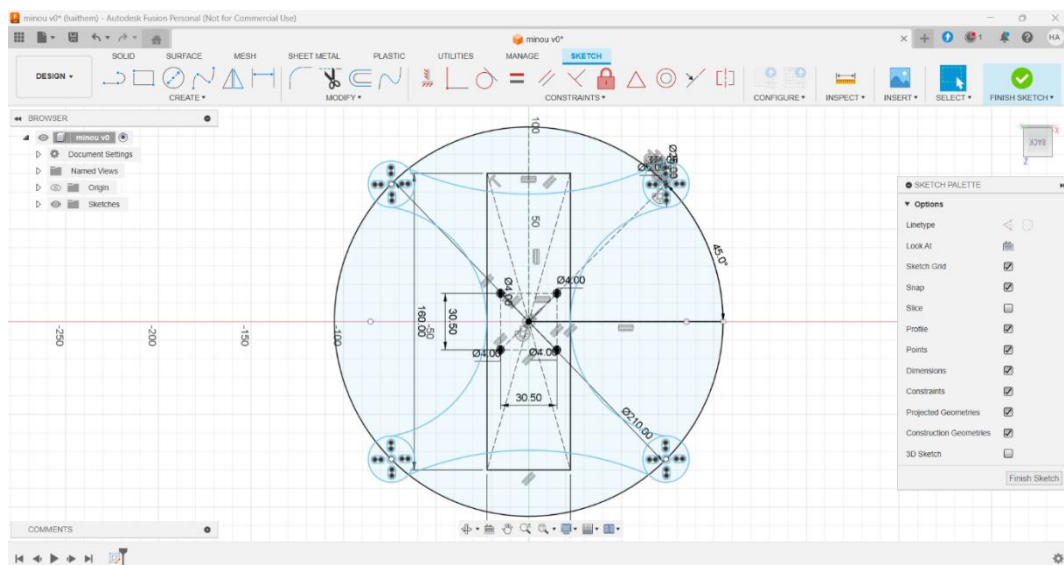 minou v0* (haithem) - Autodesk Fusion Personal (Not for Commercial Use)
minou v0*
1
HA
DESIGN
SOLID SURFACE MESH SHEET METAL PLASTIC UTILITIES MANAGE SKETCH
CREATE MODIFY CONSTRAINTS CONFIGURE INSPECT INSERT SELECT FINISH SKETCH
BROWSER
minou v0
Document Settings
Named Views
Origin
Sketches
100
50
-50
-100
-150
-200
-250
45.0°
Ø4.00
Ø4.00
Ø4.00
Ø4.00
160.00
30.50
30.50
Ø210.00
BACK
X
Z
SKETCH PALETTE
Options
Linetype
Look At
Sketch Grid
Snap
Slice
Profile
Points
Dimensions
Constraints
Projected Geometries
Construction Geometries
3D Sketch
Finish Sketch
COMMENTS